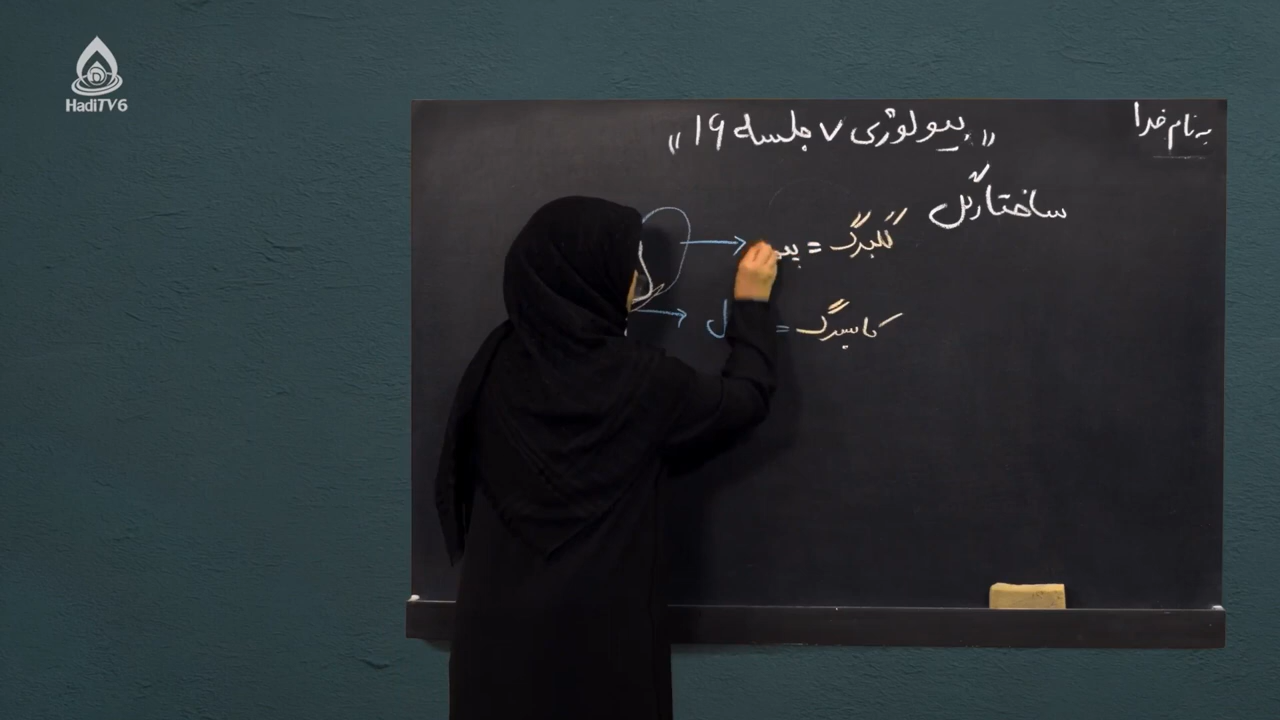 HadiTV6
به نام خدا
"بیولوژی ۷ جلسه ۱۹"
ساختار گل
گلبرگ =
کاسبرگ =